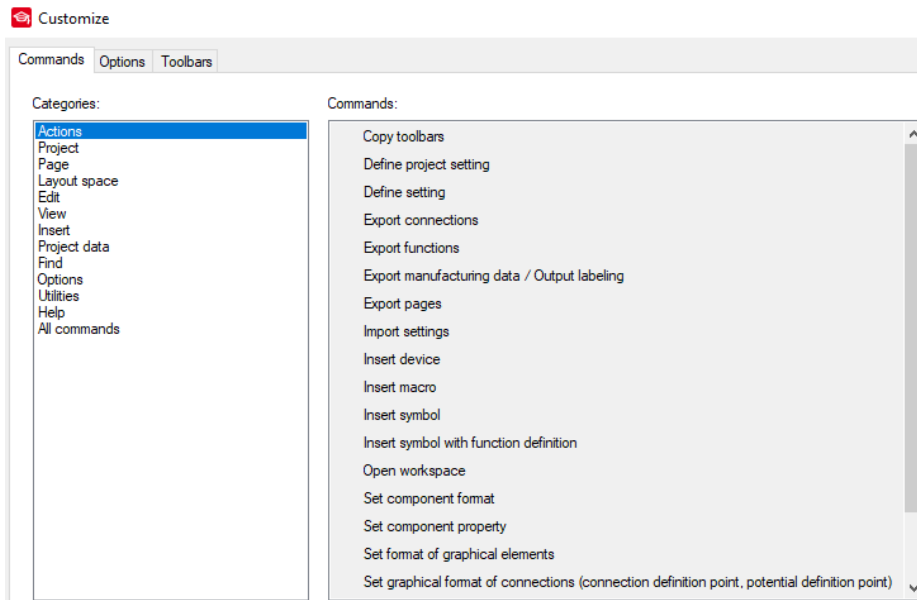 Customize
Commands Options Toolbars
Categories:
Actions
Project
Page
Layout space
Edit
View
Insert
Project data
Find
Options
Utilities
Help
All commands
Commands:
Copy toolbars
Define project setting
Define setting
Export connections
Export functions
Export manufacturing data / Output labeling
Export pages
Import settings
Insert device
Insert macro
Insert symbol
Insert symbol with function definition
Open workspace
Set component format
Set component property
Set format of graphical elements
Set graphical format of connections (connection definition point, potential definition point)